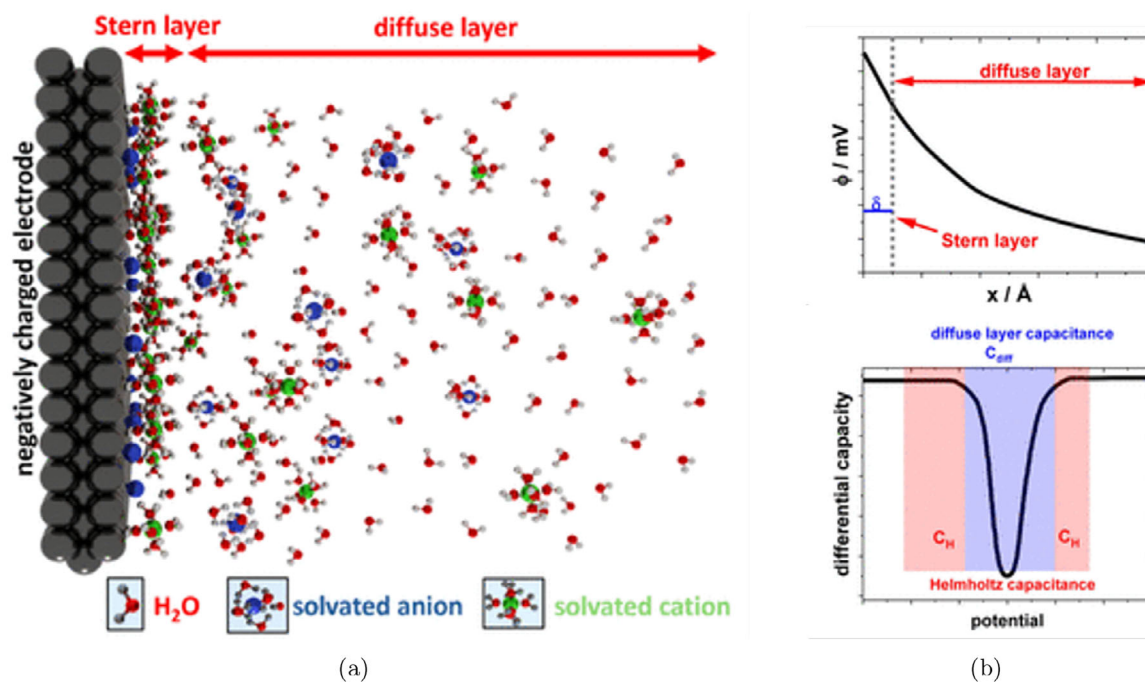 Stern layer
diffuse layer
negatively charged electrode
H₂O
solvated anion
solvated cation
(a)
ϕ / mV
diffuse layer
δ
Stern layer
x / Å
diffuse layer capacitance
C_diff
differential capacity
C_H
C_H
Helmholtz capacitance
potential
(b)